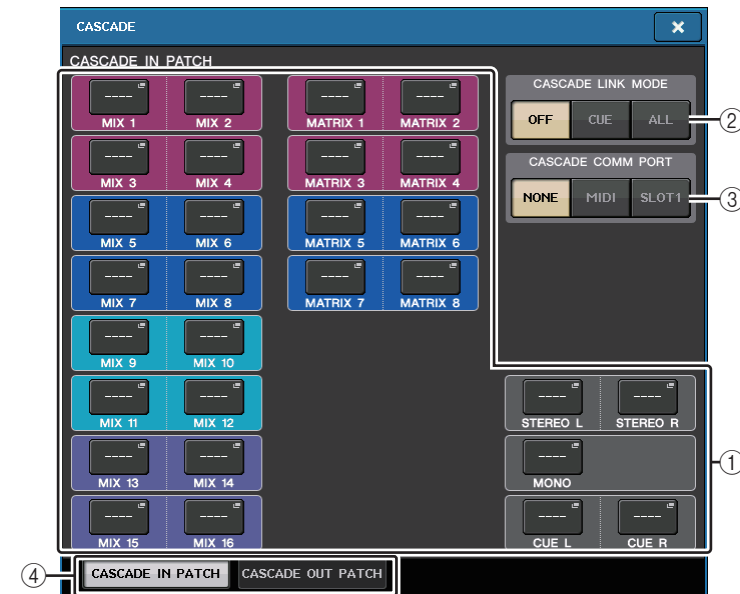 CASCADE
CASCADE IN PATCH
---- ---- ---- ----
MIX 1 MIX 2 MATRIX 1 MATRIX 2
CASCADE LINK MODE
OFF CUE ALL
②
---- ---- ---- ----
MIX 3 MIX 4 MATRIX 3 MATRIX 4
CASCADE COMM PORT
NONE MIDI SLOT1
③
---- ---- ---- ----
MIX 5 MIX 6 MATRIX 5 MATRIX 6
---- ---- ---- ----
MIX 7 MIX 8 MATRIX 7 MATRIX 8
---- ----
MIX 9 MIX 10
---- ---- ---- ----
MIX 11 MIX 12 STEREO L STEREO R
---- ---- ----
MIX 13 MIX 14 MONO
①
---- ---- ---- ----
MIX 15 MIX 16 CUE L CUE R
④
CASCADE IN PATCH CASCADE OUT PATCH